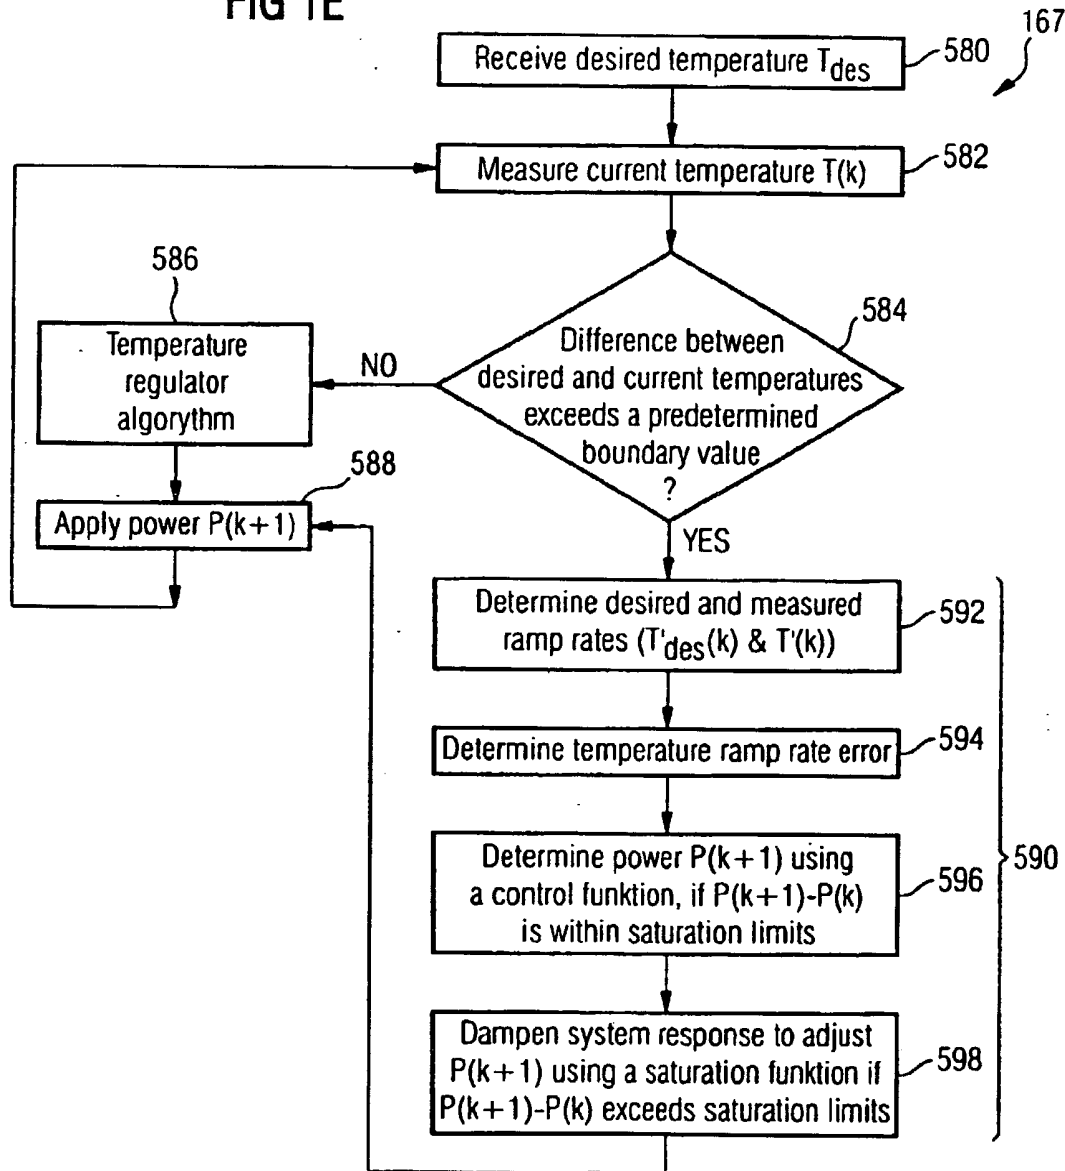 FIG 1E
167
Receive desired temperature Tdes
580
Measure current temperature T(k)
582
586
584
Temperature
regulator
algorythm
NO
Difference between
desired and current temperatures
exceeds a predetermined
boundary value
?
588
Apply power P(k+1)
YES
Determine desired and measured
ramp rates (T'des(k) & T'(k))
592
Determine temperature ramp rate error
594
Determine power P(k+1) using
a control funktion, if P(k+1)-P(k)
is within saturation limits
596
590
Dampen system response to adjust
P(k+1) using a saturation funktion if
P(k+1)-P(k) exceeds saturation limits
598